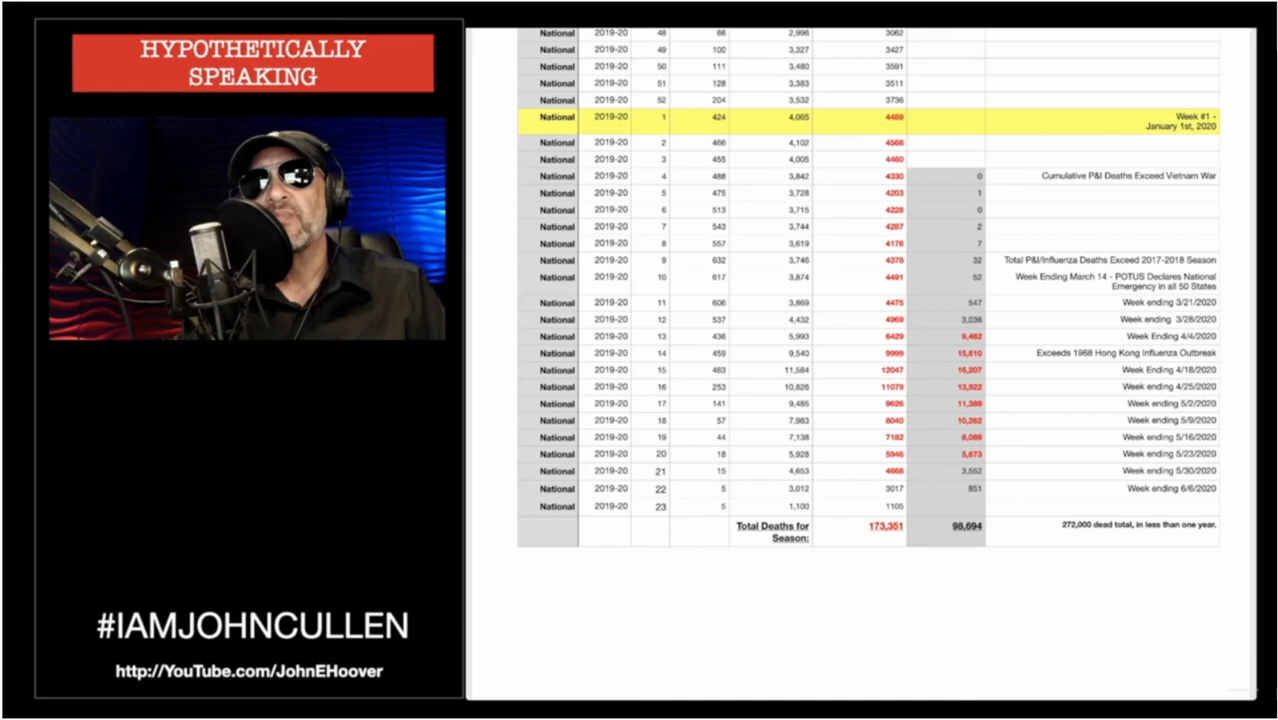 HYPOTHETICALLY
SPEAKING
#IAMJOHNCULLEN
http://YouTube.com/JohnEHoover
National 2019-20 48 66 2,996 3062
National 2019-20 49 100 3,327 3427
National 2019-20 50 111 3,480 3591
National 2019-20 51 128 3,383 3511
National 2019-20 52 204 3,532 3736
National 2019-20 1 424 4,065 4489 Week #1 -
January 1st, 2020
National 2019-20 2 466 4,102 4568
National 2019-20 3 455 4,005 4460
National 2019-20 4 488 3,842 4330 0 Cumulative P&I Deaths Exceed Vietnam War
National 2019-20 5 475 3,728 4203 1
National 2019-20 6 513 3,715 4228 0
National 2019-20 7 543 3,744 4287 2
National 2019-20 8 557 3,619 4176 7
National 2019-20 9 632 3,746 4378 32 Total P&I/Influenza Deaths Exceed 2017-2018 Season
National 2019-20 10 617 3,874 4491 52 Week Ending March 14 - POTUS Declares National
Emergency in all 50 States
National 2019-20 11 606 3,869 4475 547 Week ending 3/21/2020
National 2019-20 12 537 4,432 4969 3,036 Week ending 3/28/2020
National 2019-20 13 436 5,993 6429 9,462 Week Ending 4/4/2020
National 2019-20 14 459 9,540 9999 15,610 Exceeds 1968 Hong Kong Influenza Outbreak
National 2019-20 15 463 11,584 12047 16,207 Week Ending 4/18/2020
National 2019-20 16 253 10,826 11079 13,922 Week Ending 4/25/2020
National 2019-20 17 141 9,485 9626 11,389 Week ending 5/2/2020
National 2019-20 18 57 7,983 8040 10,262 Week ending 5/9/2020
National 2019-20 19 44 7,138 7182 8,089 Week ending 5/16/2020
National 2019-20 20 18 5,928 5946 5,673 Week ending 5/23/2020
National 2019-20 21 15 4,653 4668 3,552 Week ending 5/30/2020
National 2019-20 22 5 3,012 3017 851 Week ending 6/6/2020
National 2019-20 23 5 1,100 1105
Total Deaths for 173,351 98,694 272,000 dead total, in less than one year.
Season: